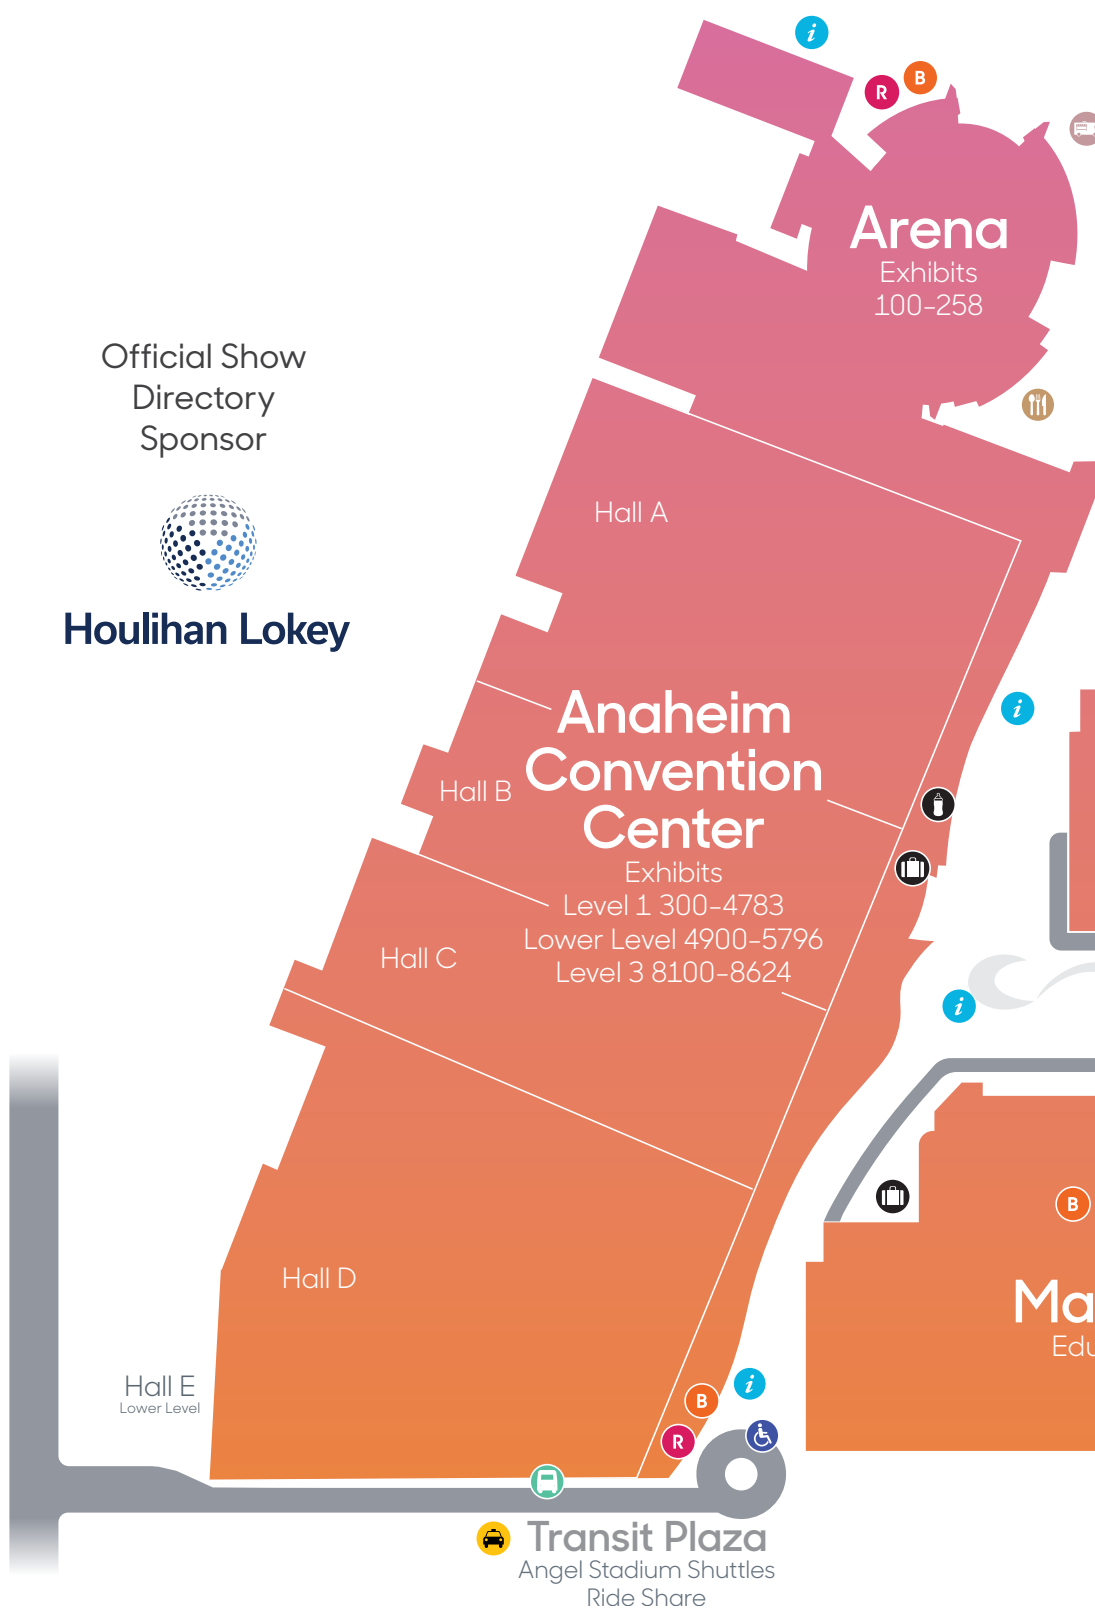 i
R
B
Arena
Exhibits
100-258
Official Show
Directory
Sponsor
Houlihan Lokey
Hall A
i
Anaheim
Convention
Center
Hall B
Exhibits
Level 1 300-4783
Lower Level 4900-5796
Level 3 8100-8624
Hall C
i
B
Hall D
Ma
Edu
Hall E
Lower Level
i
B
R
Transit Plaza
Angel Stadium Shuttles
Ride Share